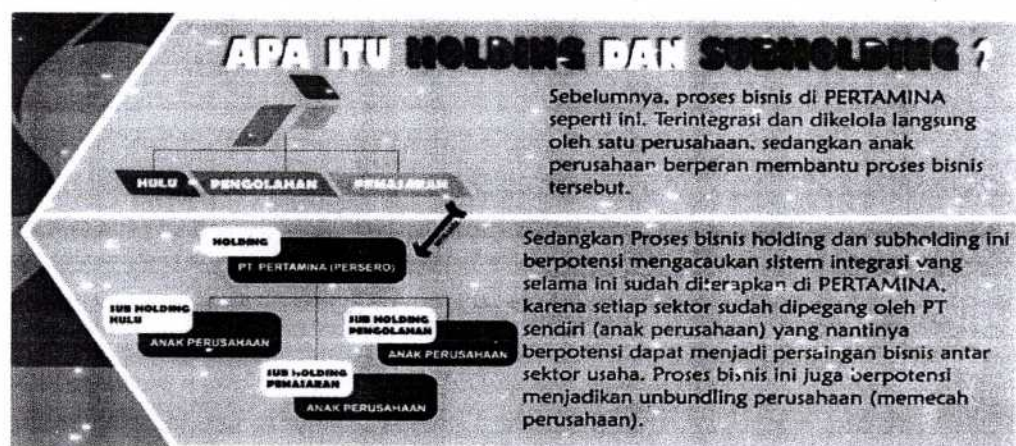 APA ITU HOLDING DAN SUBHOLDING ?
Sebelumnya, proses bisnis di PERTAMINA
seperti ini. Terintegrasi dan dikelola langsung
oleh satu perusahaan, sedangkan anak
perusahaan berperan membantu proses bisnis
tersebut.
HULU
PENGOLAHAN
PEMASARAN
HOLDING
PT PERTAMINA (PERSERO)
SUB HOLDING
HULU
ANAK PERUSAHAAN
SUB HOLDING
PENGOLAHAN
ANAK PERUSAHAAN
SUB HOLDING
PEMASARAN
ANAK PERUSAHAAN
Sedangkan Proses bisnis holding dan subholding ini
berpotensi mengacaukan sistem integrasi yang
selama ini sudah diterapkan di PERTAMINA,
karena setiap sektor sudah dipegang oleh PT
sendiri (anak perusahaan) yang nantinya
berpotensi dapat menjadi persaingan bisnis antar
sektor usaha. Proses bisnis ini juga berpotensi
menjadikan unbundling perusahaan (memecah
perusahaan).